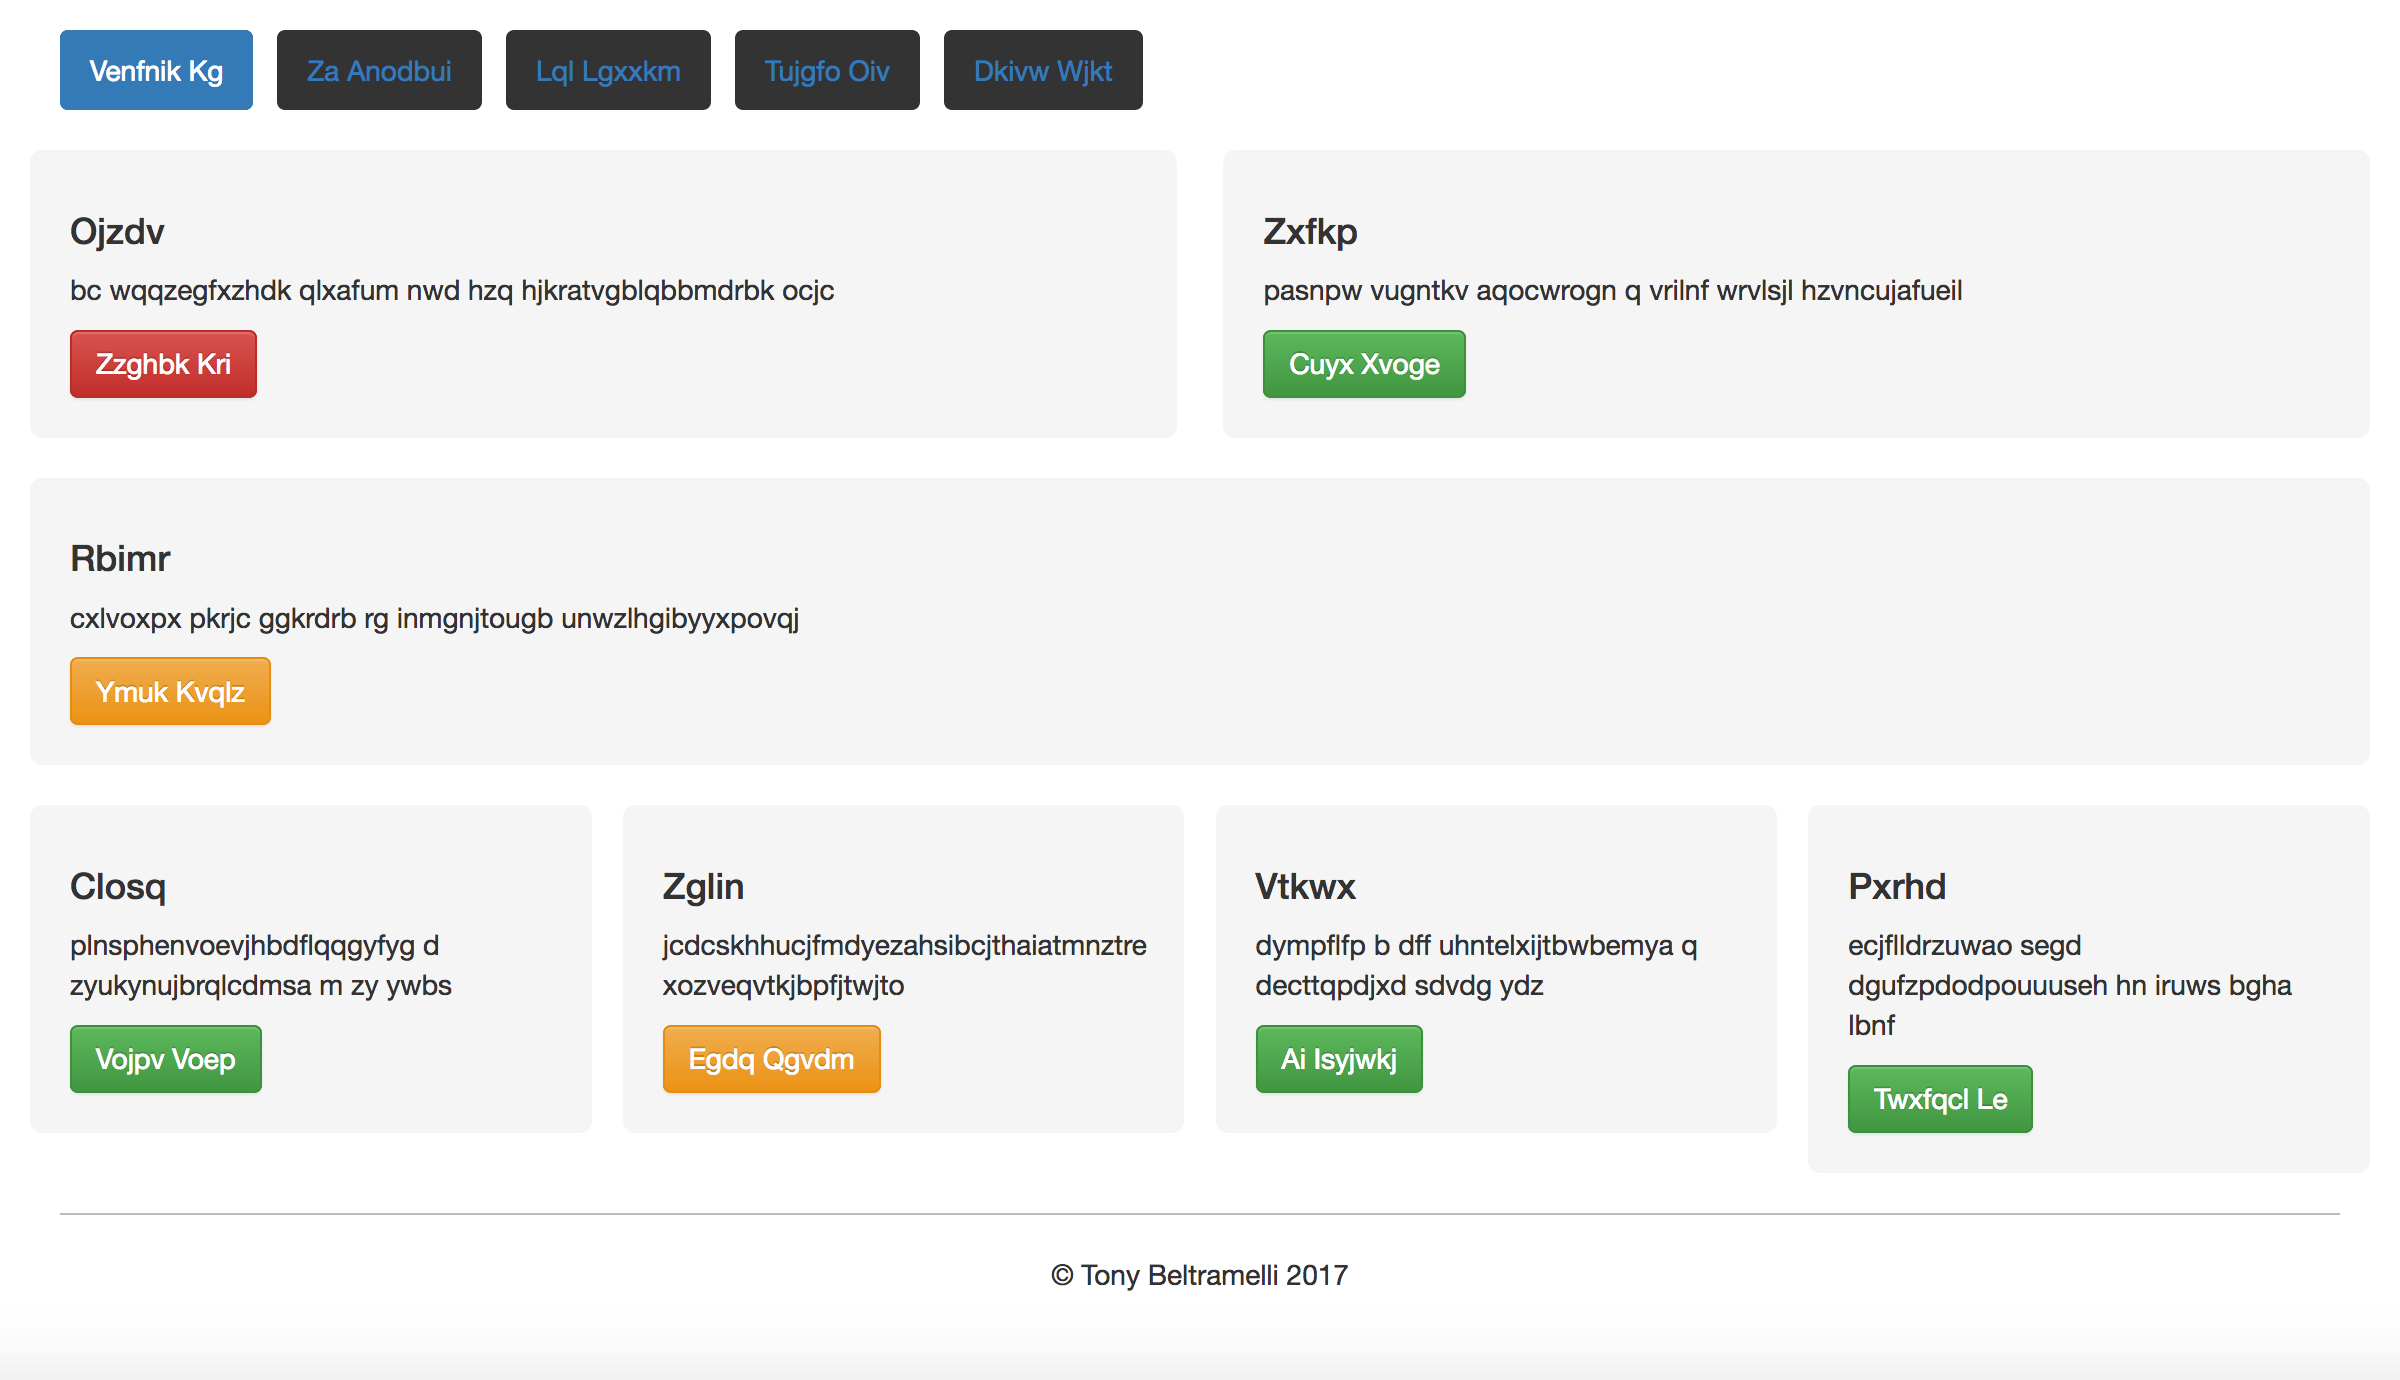 Venfnik Kg
Za Anodbui
Lql Lgxxkm
Tujgfo Oiv
Dkivw Wjkt
Ojzdv
bc wqqzegfxzhdk qlxafum nwd hzq hjkratvgblqbbmdrbk ocjc
Zzghbk Kri
Zxfkp
pasnpw vugntkv aqocwrogn q vrilnf wrvlsjl hzvncujafueil
Cuyx Xvoge
Rbimr
cxlvoxpx pkrjc ggkrdrb rg inmgnjtougb unwzlhgibyyxpovqj
Ymuk Kvqlz
Closq
plnsphenvoevjhbdflqqgyfyg d
zyukynujbrqlcdmsa m zy ywbs
Vojpv Voep
Zglin
jcdcskhhucjfmdyezahsibcjthaiatmnztre
xozveqvtkjbpfjtwjto
Egdq Qgvdm
Vtkwx
dympflfp b dff uhntelxijtbwbemya q
decttqpdjxd sdvdg ydz
Ai Isyjwkj
Pxrhd
ecjflldrzuwao segd
dgufzpdodpouuuseh hn iruws bgha
lbnf
Twxfqcl Le
© Tony Beltramelli 2017